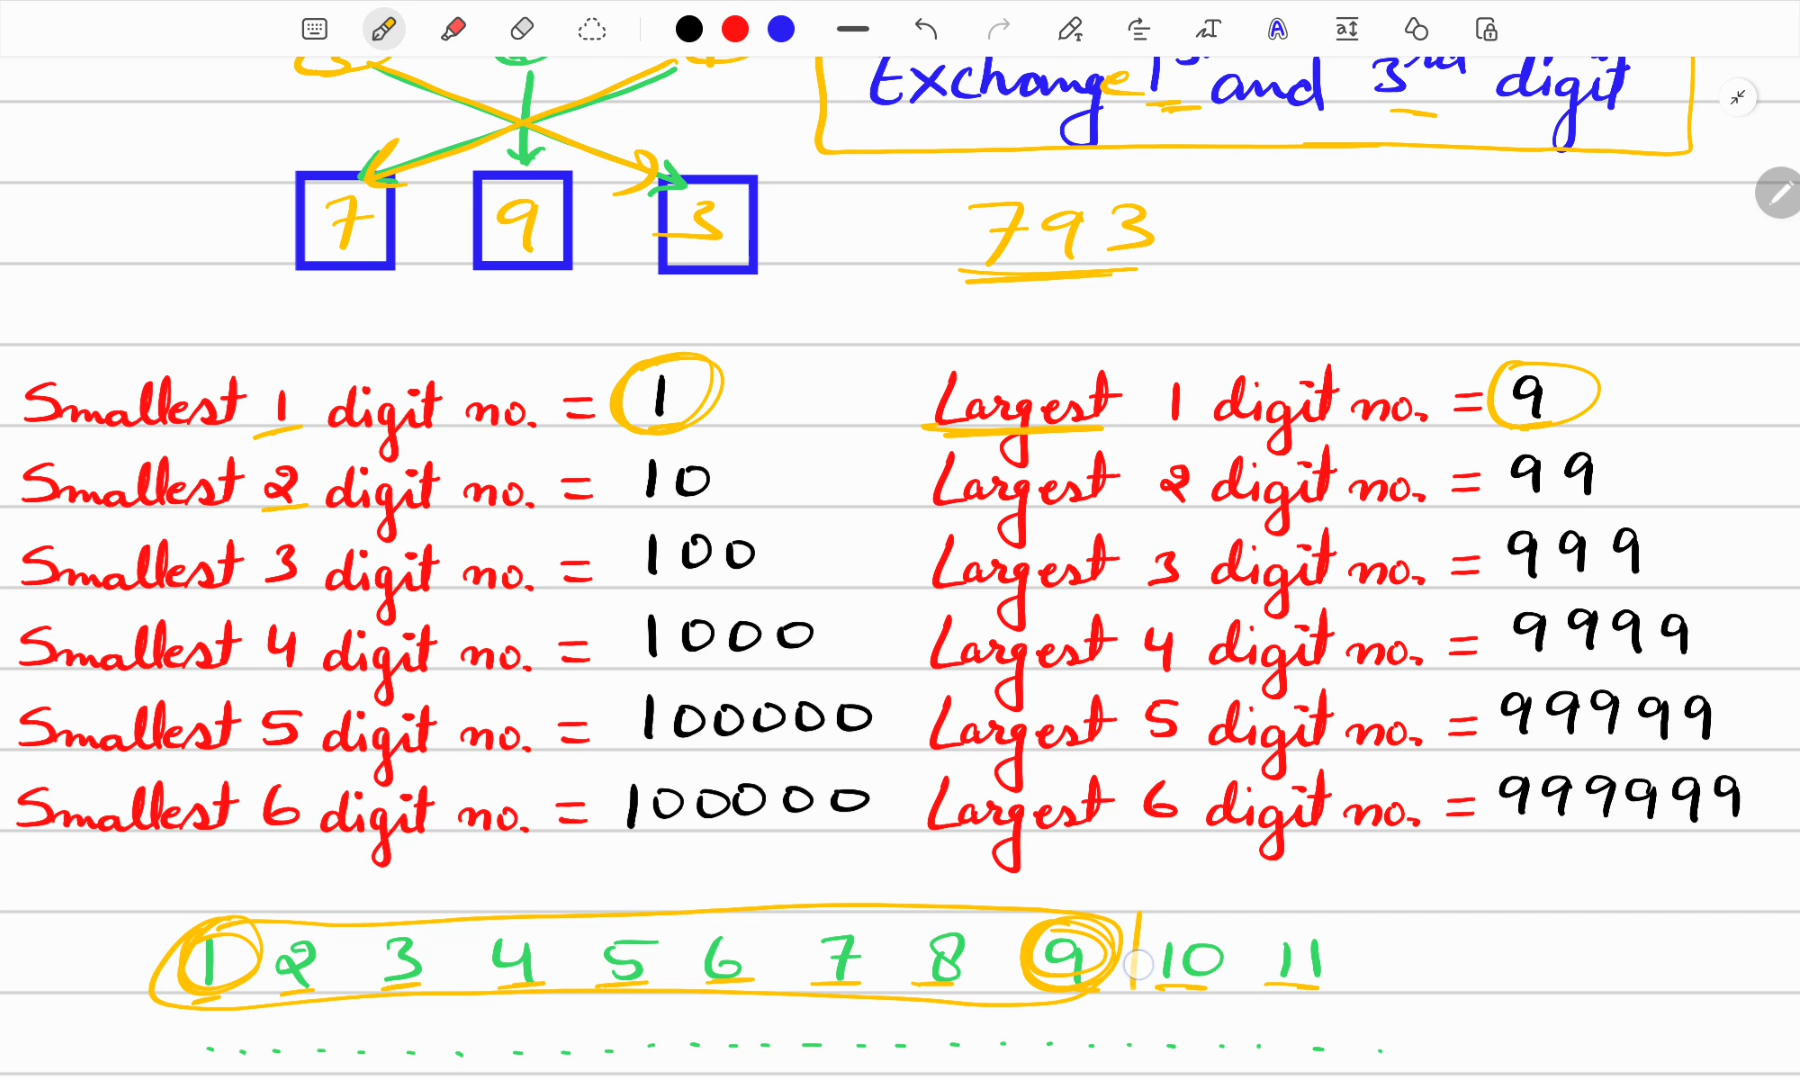 Exchange 1st and 3rd digit
7 9 3 793
Smallest 1 digit no. = 1 Largest 1 digit no. = 9
Smallest 2 digit no. = 10 Largest 2 digit no. = 99
Smallest 3 digit no. = 100 Largest 3 digit no. = 999
Smallest 4 digit no. = 1000 Largest 4 digit no. = 9999
Smallest 5 digit no. = 100000 Largest 5 digit no. = 99999
Smallest 6 digit no. = 100000 Largest 6 digit no. = 999999
1 2 3 4 5 6 7 8 9 10 11